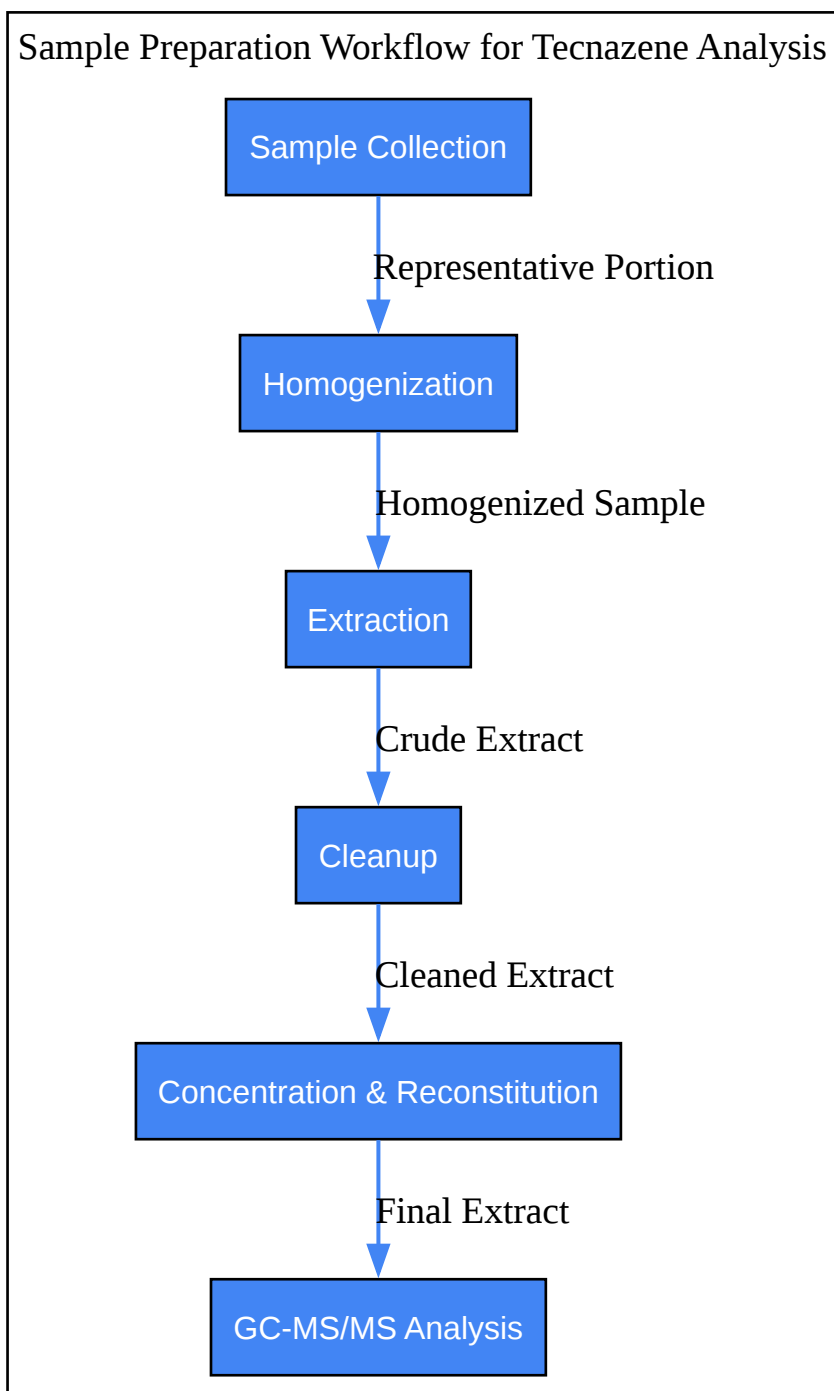 Sample Preparation Workflow for Tecnazene Analysis
Sample Collection
Representative Portion
Homogenization
Homogenized Sample
Extraction
Crude Extract
Cleanup
Cleaned Extract
Concentration & Reconstitution
Final Extract
GC-MS/MS Analysis